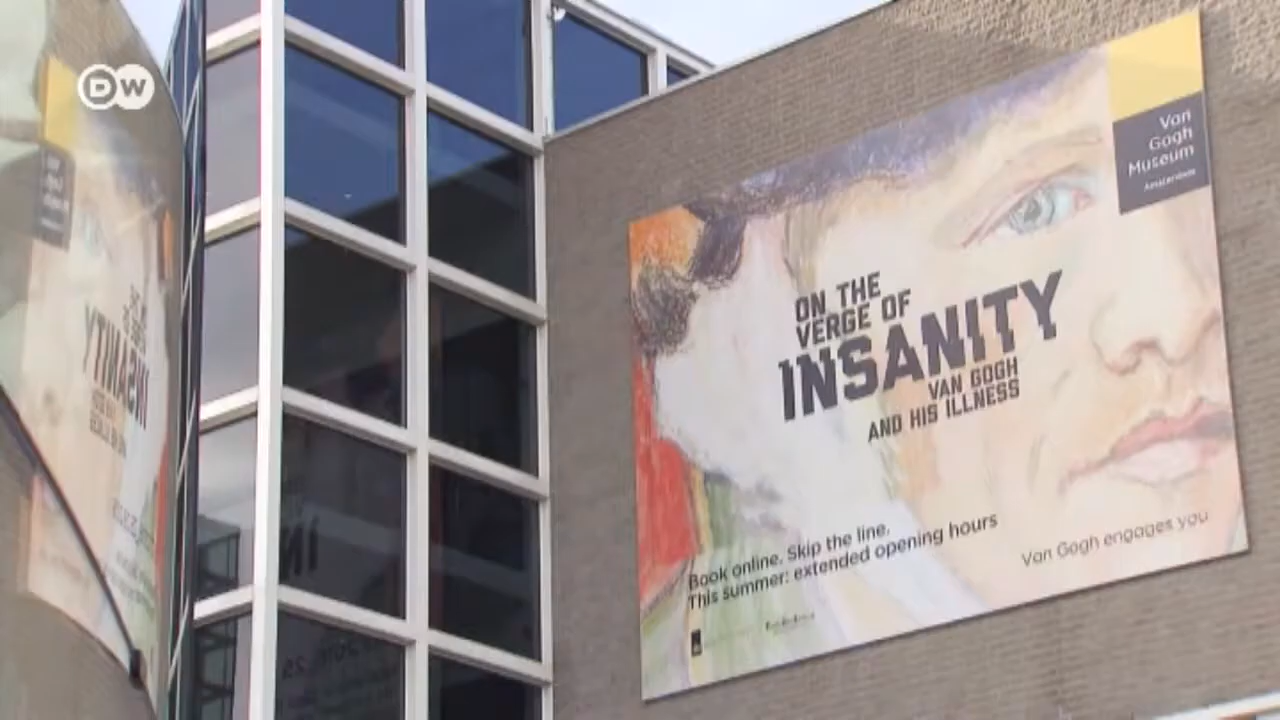 DW
Van
Gogh
Museum
Amsterdam
ON THE
VERGE OF
INSANITY
VAN GOGH
AND HIS ILLNESS
Book online. Skip the line.
This summer: extended opening hours
Van Gogh engages you